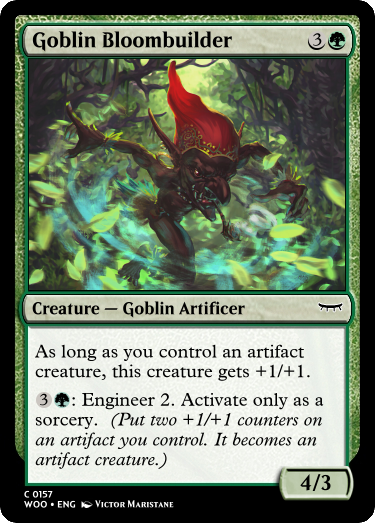 Goblin Bloombuilder 3
Creature — Goblin Artificer
As long as you control an artifact
creature, this creature gets +1/+1.
3: Engineer 2. Activate only as a
sorcery. (Put two +1/+1 counters on
an artifact you control. It becomes an
artifact creature.)
4/3
C 0157
WOO • ENG Victor Maristane